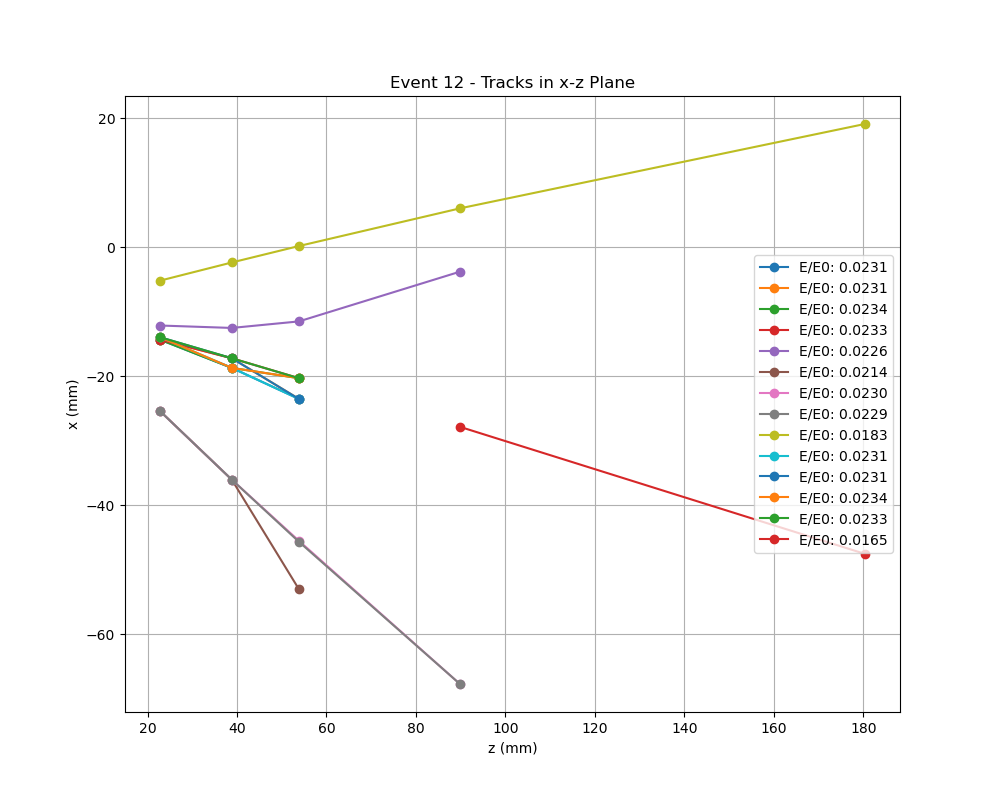 Event 12 - Tracks in x-z Plane
x (mm)
20
0
−20
−40
−60
E/E0: 0.0231
E/E0: 0.0231
E/E0: 0.0234
E/E0: 0.0233
E/E0: 0.0226
E/E0: 0.0214
E/E0: 0.0230
E/E0: 0.0229
E/E0: 0.0183
E/E0: 0.0231
E/E0: 0.0231
E/E0: 0.0234
E/E0: 0.0233
E/E0: 0.0165
20 40 60 80 100 120 140 160 180
z (mm)